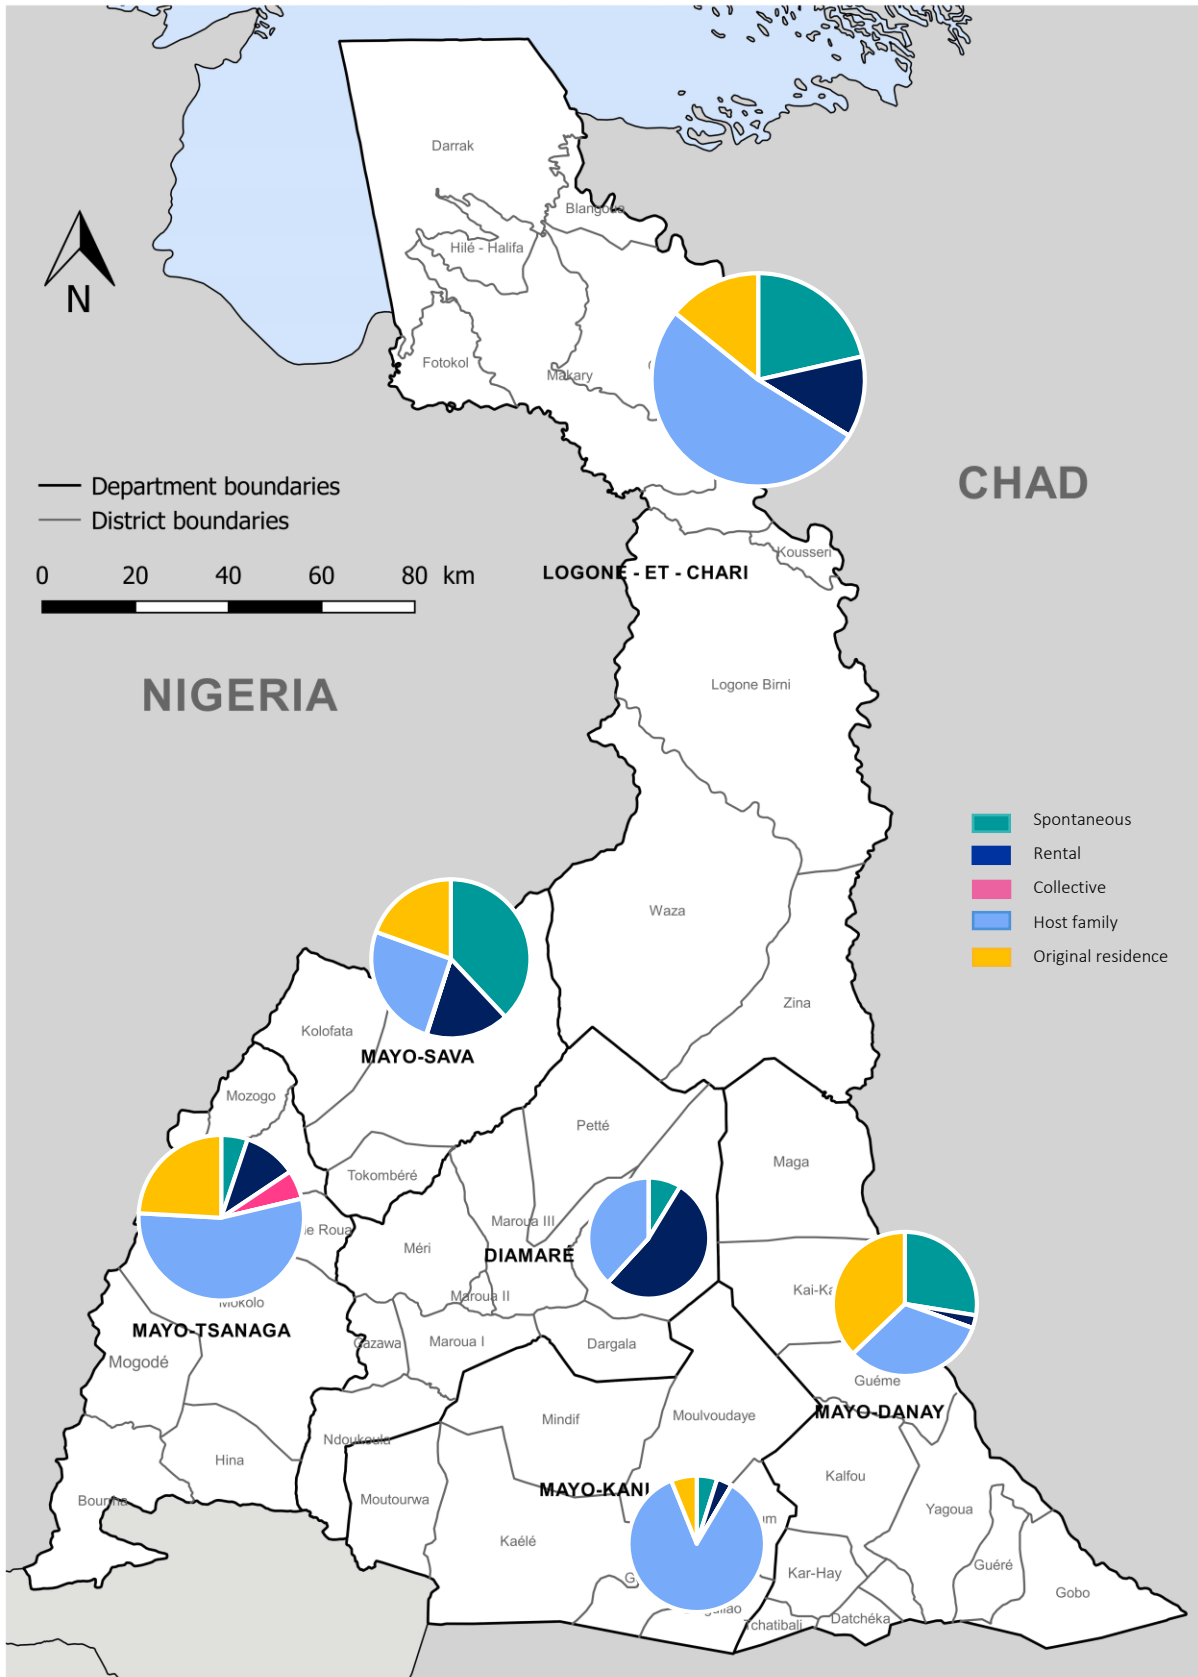 Darrak
Blangoua
Hilé - Halifa
N
Fotokol
Makary
CHAD
Department boundaries
District boundaries
Kousseri
0 20 40 60 80 km
LOGONE - ET - CHARI
Logone Birni
NIGERIA
Spontaneous
Rental
Collective
Host family
Original residence
Waza
Zina
Kolofata
MAYO-SAVA
Mozogo
Petté
Maga
Tokombéré
Maroua III
Roua
Méri
DIAMARÉ
Kai-Ka
Maroua II
Mokolo
MAYO-TSANAGA
Gazawa
Maroua I
Dargala
Mogodé
Guéme
MAYO-DANAY
Mindif
Moulvoudaye
Ndoukoula
Hina
Kalfou
MAYO-KANI
Bourrha
Moutourwa
Yagoua
Kaélé
Guéré
Kar-Hay
Gobo
Datchéka
Tchatibali